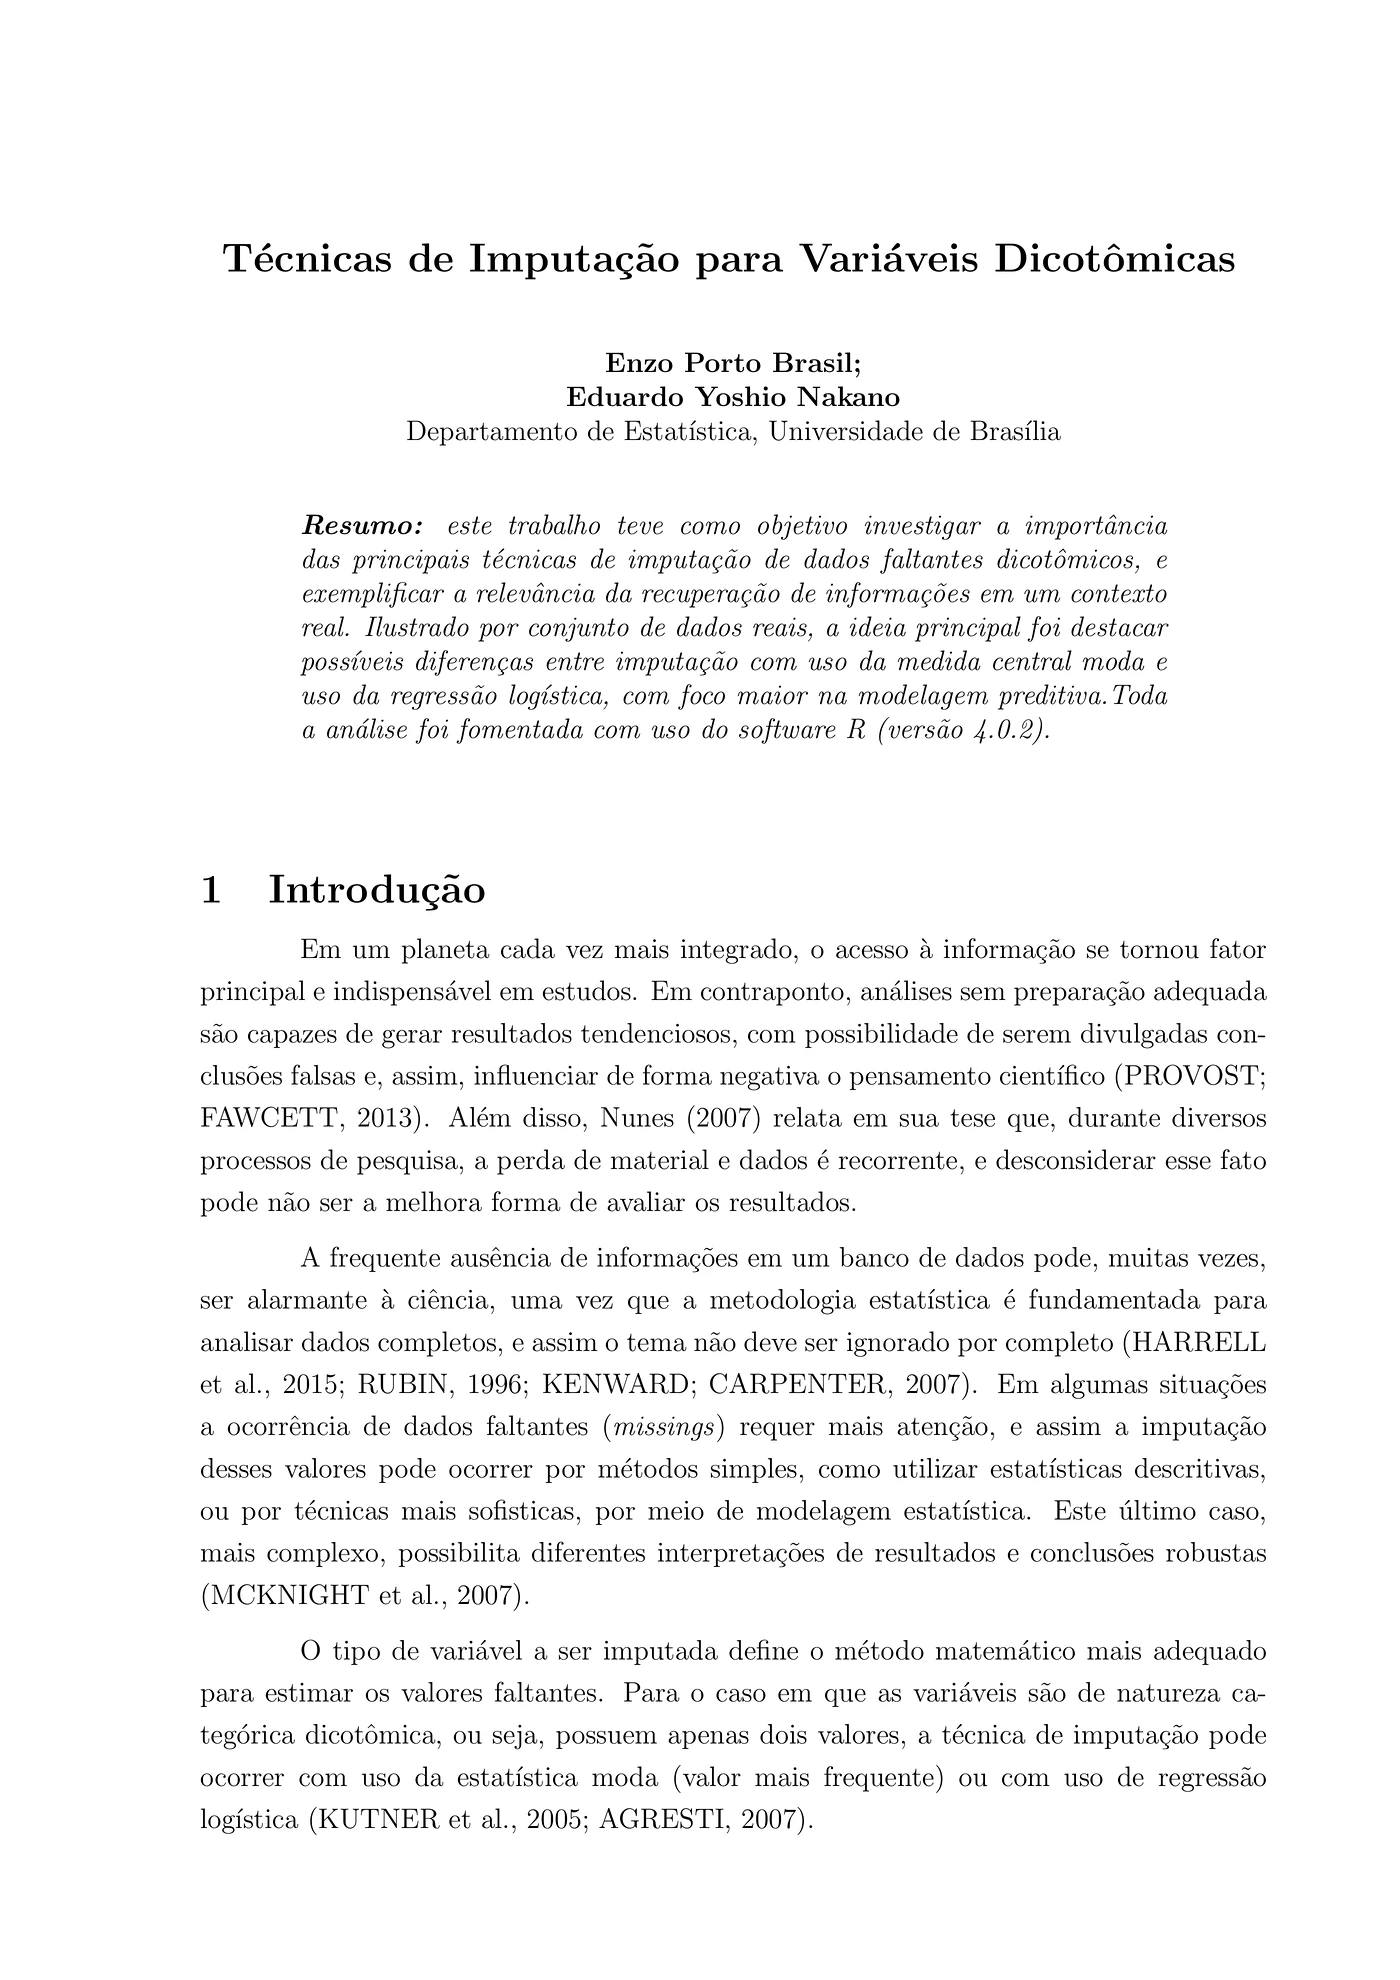 Técnicas de Imputação para Variáveis Dicotômicas
Enzo Porto Brasil;
Eduardo Yoshio Nakano
Departamento de Estatística, Universidade de Brasília
Resumo: este trabalho teve como objetivo investigar a importância
das principais técnicas de imputação de dados faltantes dicotômicos, e
exemplificar a relevância da recuperação de informações em um contexto
real. Ilustrado por conjunto de dados reais, a ideia principal foi destacar
possíveis diferenças entre imputação com uso da medida central moda e
uso da regressão logística, com foco maior na modelagem preditiva.Toda
a análise foi fomentada com uso do software R (versão 4.0.2).
1 Introdução
Em um planeta cada vez mais integrado, o acesso à informação se tornou fator
principal e indispensável em estudos. Em contraponto, análises sem preparação adequada
são capazes de gerar resultados tendenciosos, com possibilidade de serem divulgadas con-
clusões falsas e, assim, influenciar de forma negativa o pensamento científico (PROVOST;
FAWCETT, 2013). Além disso, Nunes (2007) relata em sua tese que, durante diversos
processos de pesquisa, a perda de material e dados é recorrente, e desconsiderar esse fato
pode não ser a melhora forma de avaliar os resultados.
A frequente ausência de informações em um banco de dados pode, muitas vezes,
ser alarmante à ciência, uma vez que a metodologia estatística é fundamentada para
analisar dados completos, e assim o tema não deve ser ignorado por completo (HARRELL
et al., 2015; RUBIN, 1996; KENWARD; CARPENTER, 2007). Em algumas situações
a ocorrência de dados faltantes (missings) requer mais atenção, e assim a imputação
desses valores pode ocorrer por métodos simples, como utilizar estatísticas descritivas,
ou por técnicas mais sofisticas, por meio de modelagem estatística. Este último caso,
mais complexo, possibilita diferentes interpretações de resultados e conclusões robustas
(MCKNIGHT et al., 2007).
O tipo de variável a ser imputada define o método matemático mais adequado
para estimar os valores faltantes. Para o caso em que as variáveis são de natureza ca-
tegórica dicotômica, ou seja, possuem apenas dois valores, a técnica de imputação pode
ocorrer com uso da estatística moda (valor mais frequente) ou com uso de regressão
logística (KUTNER et al., 2005; AGRESTI, 2007).